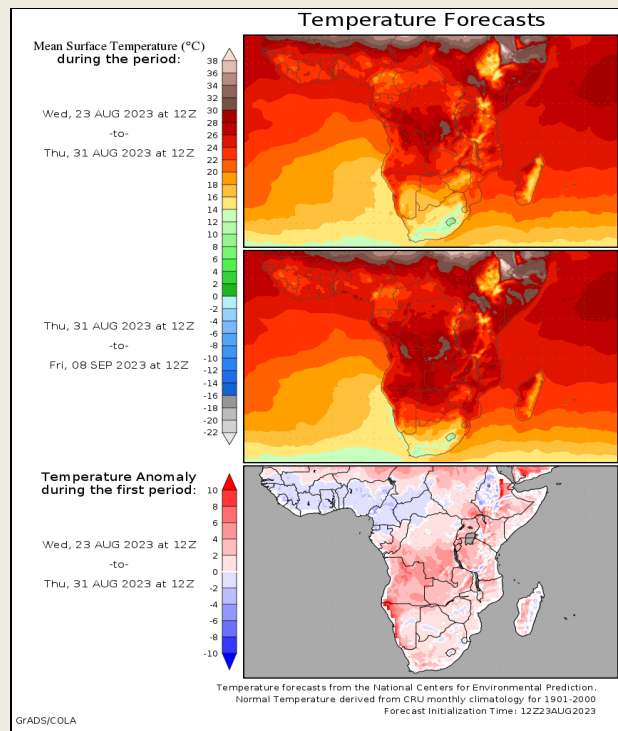 Temperature Forecasts
Mean Surface Temperature (°C)
during the period:
Wed, 23 AUG 2023 at 12Z
-to-
Thu, 31 AUG 2023 at 12Z
38
36
34
32
30
28
26
24
22
20
18
16
14
12
10
8
6
4
2
0
-2
-4
-6
-8
-10
-12
-14
-16
-18
-20
-22
Thu, 31 AUG 2023 at 12Z
-to-
Fri, 08 SEP 2023 at 12Z
Temperature Anomaly
during the first period:
Wed, 23 AUG 2023 at 12Z
-to-
Thu, 31 AUG 2023 at 12Z
10
8
6
4
2
0
-2
-4
-6
-8
-10
Temperature forecasts from the National Centers for Environmental Prediction.
Normal Temperature derived from CRU monthly climatology for 1901-2000
Forecast Initialization Time: 12Z23AUG2023
GrADS/COLA